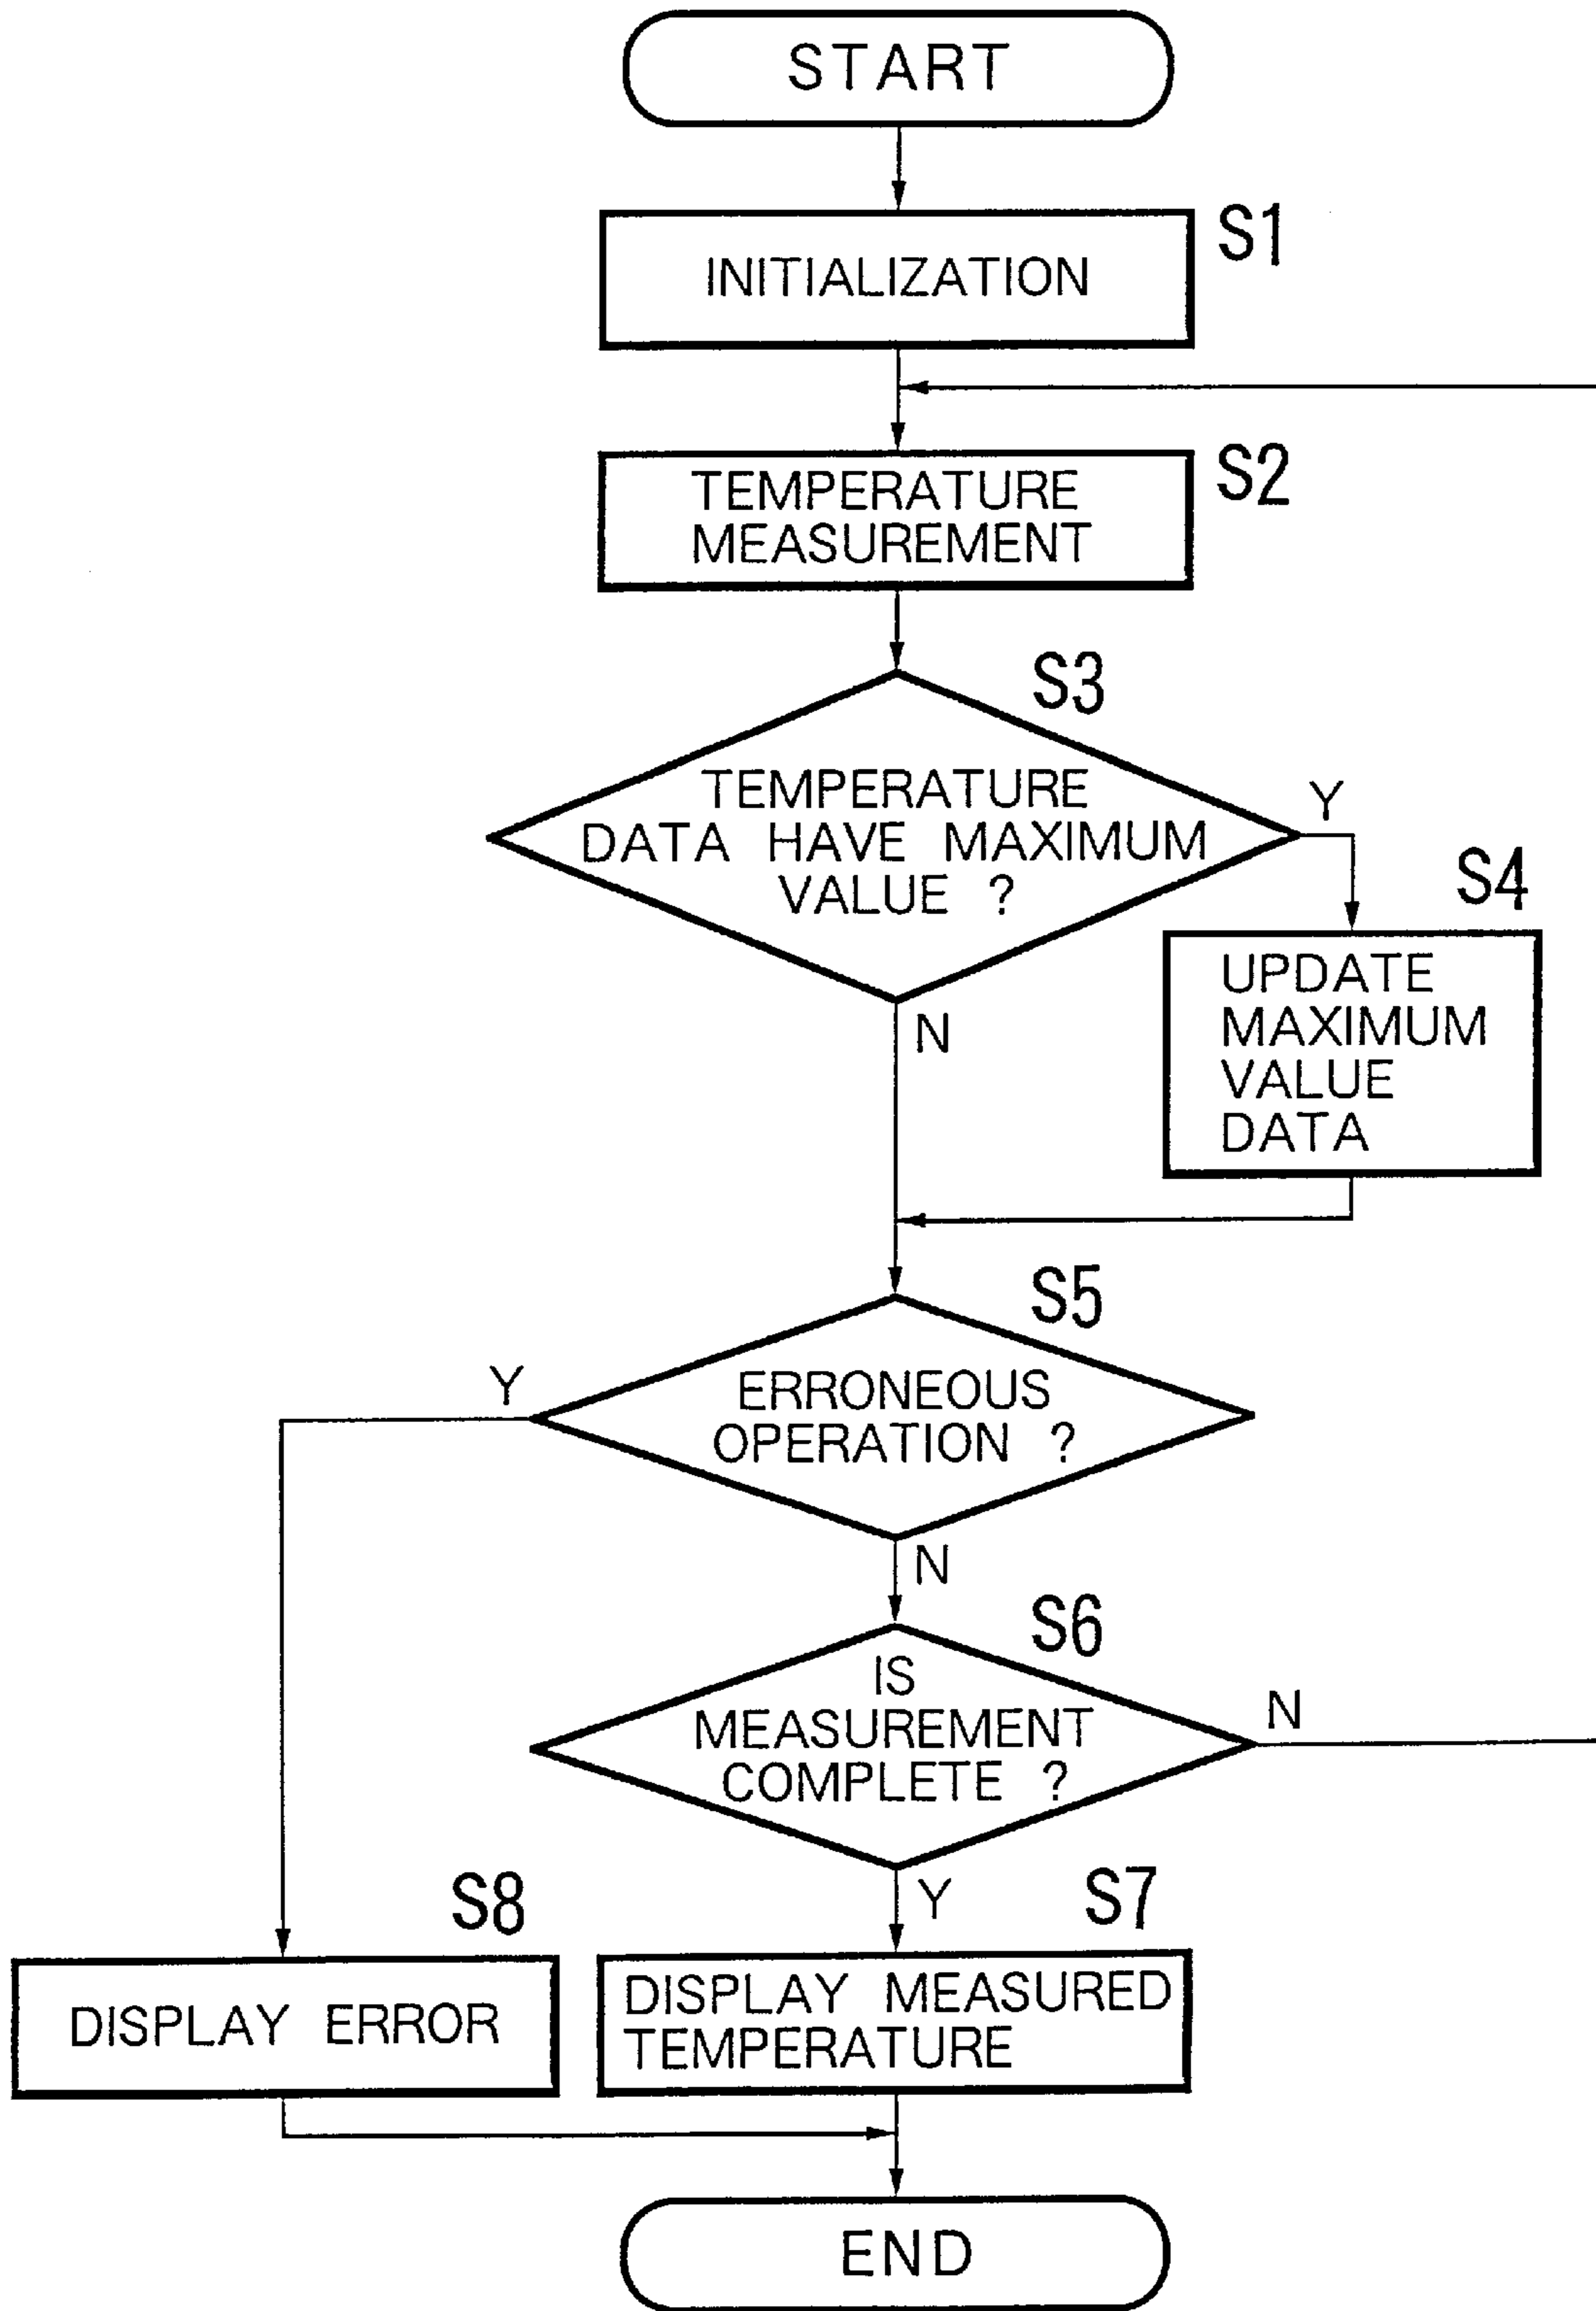 START
S1
INITIALIZATION
S2
TEMPERATURE
MEASUREMENT
S3
TEMPERATURE
DATA HAVE MAXIMUM
VALUE ?
Y
N
S4
UPDATE
MAXIMUM
VALUE
DATA
S5
ERRONEOUS
OPERATION ?
Y
N
S6
IS
MEASUREMENT
COMPLETE ?
N
Y
S8
DISPLAY ERROR
S7
DISPLAY MEASURED
TEMPERATURE
END